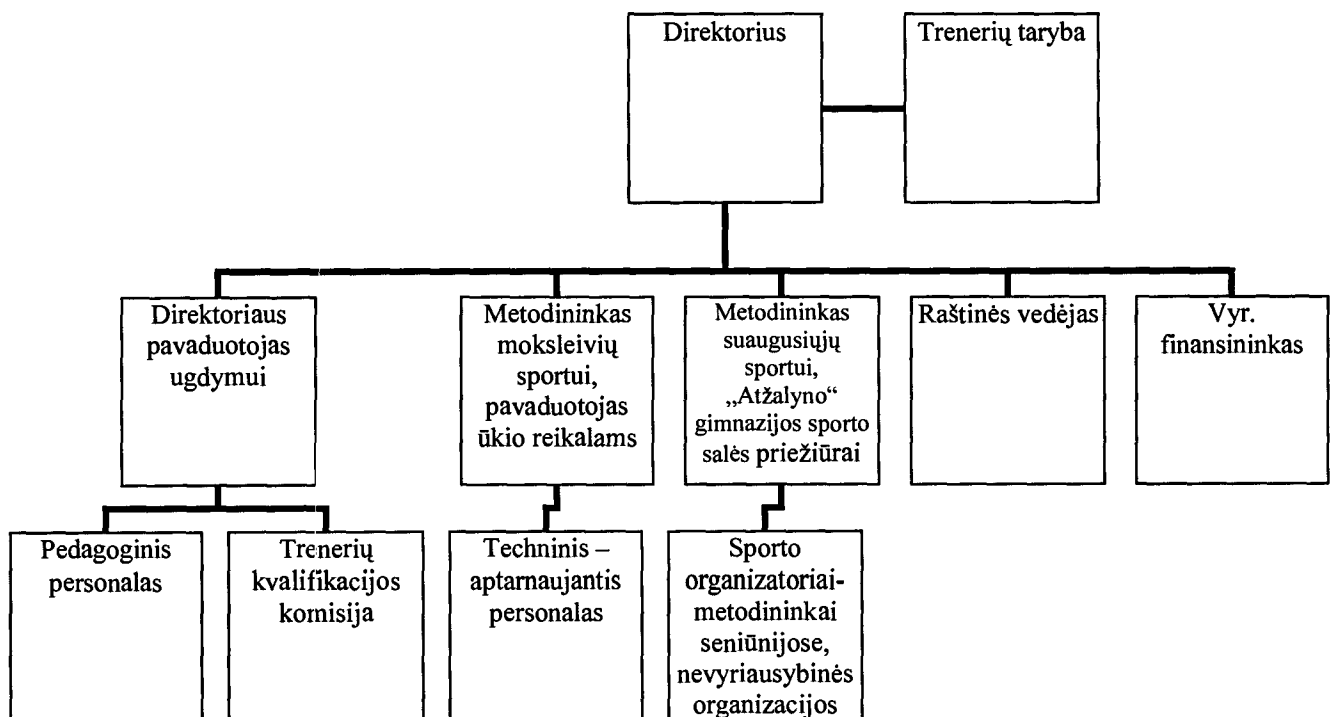 Direktorius
Trenerių taryba
Direktoriaus
pavaduotojas
ugdymui
Metodininkas
moksleivių
sportui,
pavaduotojas
ūkio reikalams
Metodininkas
suaugusiųjų
sportui,
„Atžalyno“
gimnazijos sporto
salės priežiūrai
Raštinės vedėjas
Vyr.
finansininkas
Pedagoginis
personalas
Trenerių
kvalifikacijos
komisija
Techninis –
aptarnaujantis
personalas
Sporto
organizatoriai-
metodininkai
seniūnijose,
nevyriausybinės
organizacijos